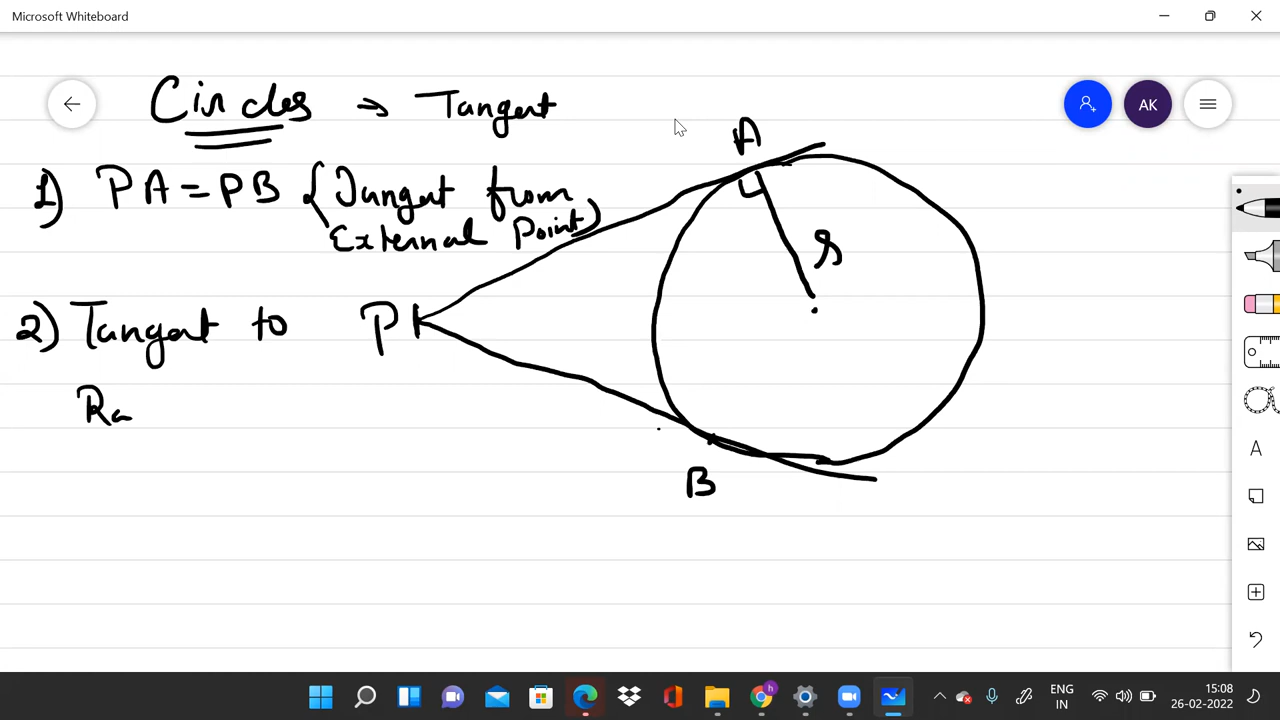 Microsoft Whiteboard
Circles → Tangent
AK
A
1) PA = PB { Tangent from
External Point)
r
2) Tangent to
P
Ra
B
A
ENG
IN
15:08
26-02-2022